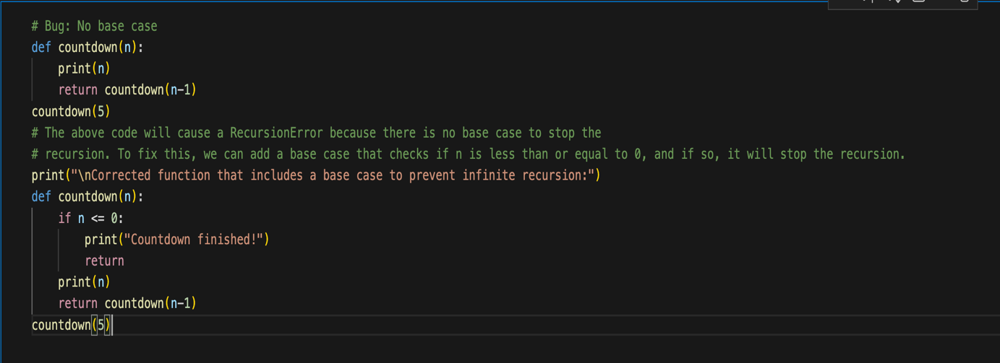 # Bug: No base case
def countdown(n):
    print(n)
    return countdown(n-1)
countdown(5)
# The above code will cause a RecursionError because there is no base case to stop the
# recursion. To fix this, we can add a base case that checks if n is less than or equal to 0, and if so, it will stop the recursion.
print("\nCorrected function that includes a base case to prevent infinite recursion:")
def countdown(n):
    if n <= 0:
        print("Countdown finished!")
        return
    print(n)
    return countdown(n-1)
countdown(5)